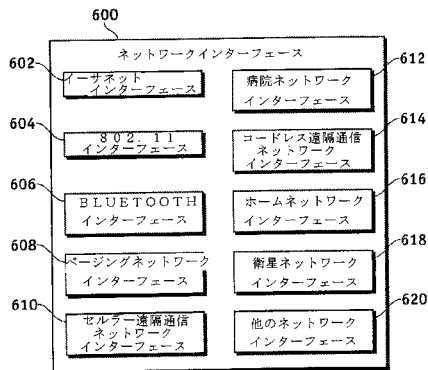 600
ネットワークインターフェース
602
イーサネット
インターフェース
604
802.11
インターフェース
606
BLUETOOTH
インターフェース
608
ページングネットワーク
インターフェース
610
セルラー遠隔通信
ネットワーク
インターフェース
612
病院ネットワーク
インターフェース
614
コードレス遠隔通信
ネットワーク
インターフェース
616
ホームネットワーク
インターフェース
618
衛星ネットワーク
インターフェース
620
他のネットワーク
インターフェース